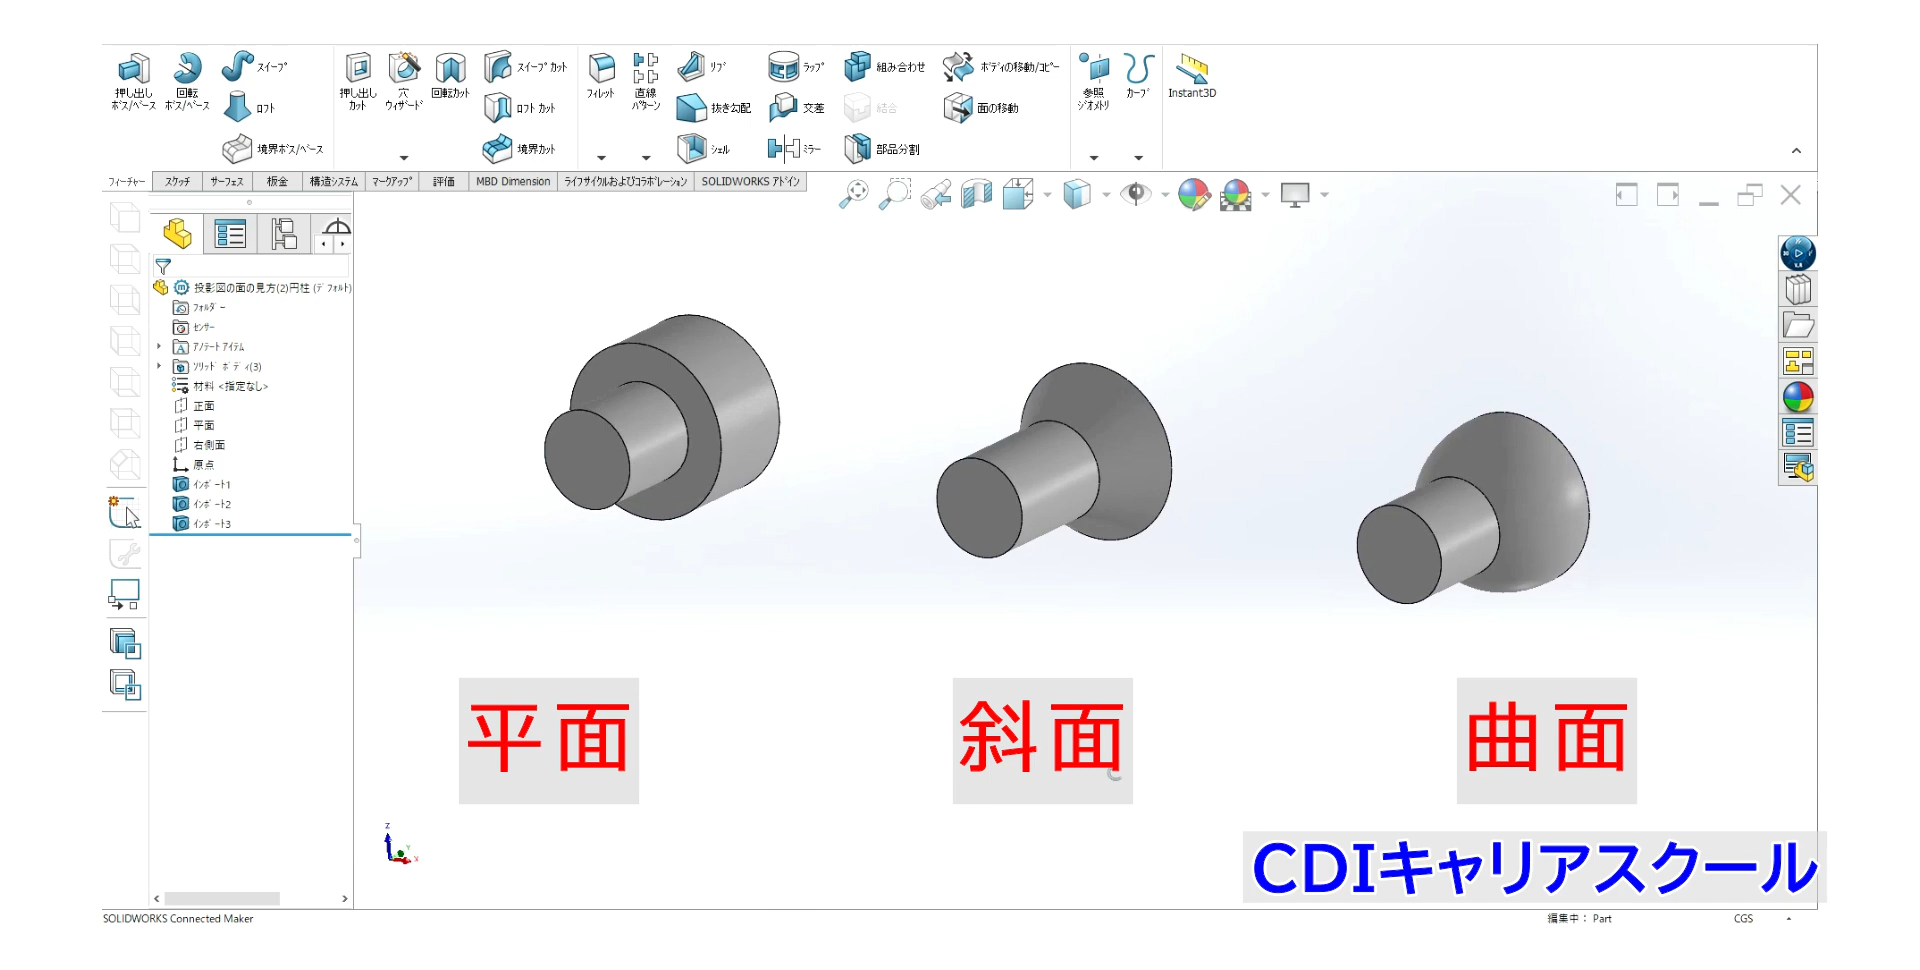 押し出し ボス/ベース
回転 ボス/ベース
スイープ
ロフト
境界ボス/ベース
押し出し カット
穴 ウィザード
回転カット
スイープ カット
ロフト カット
境界カット
フィレット
直線 パターン
リブ
抜き勾配
シェル
ラップ
交差
ミラー
組み合わせ
結合
部品分割
ボディの移動/コピー
面の移動
参照 ジオメトリ
カーブ
Instant3D
フィーチャー スケッチ サーフェス 板金 構造システム マークアップ 評価 MBD Dimension ライフサイクルおよびコラボレーション SOLIDWORKS アドイン
投影図の面の見方(2)円柱 (デフォルト)
フォルダー
センサー
アノテート アイテム
ソリッド ボディ(3)
材料 <指定なし>
正面
平面
右側面
原点
インポート1
インポート2
インポート3
平面
斜面
曲面
Z
Y
X
CDIキャリアスクール
SOLIDWORKS Connected Maker
編集中： Part
CGS